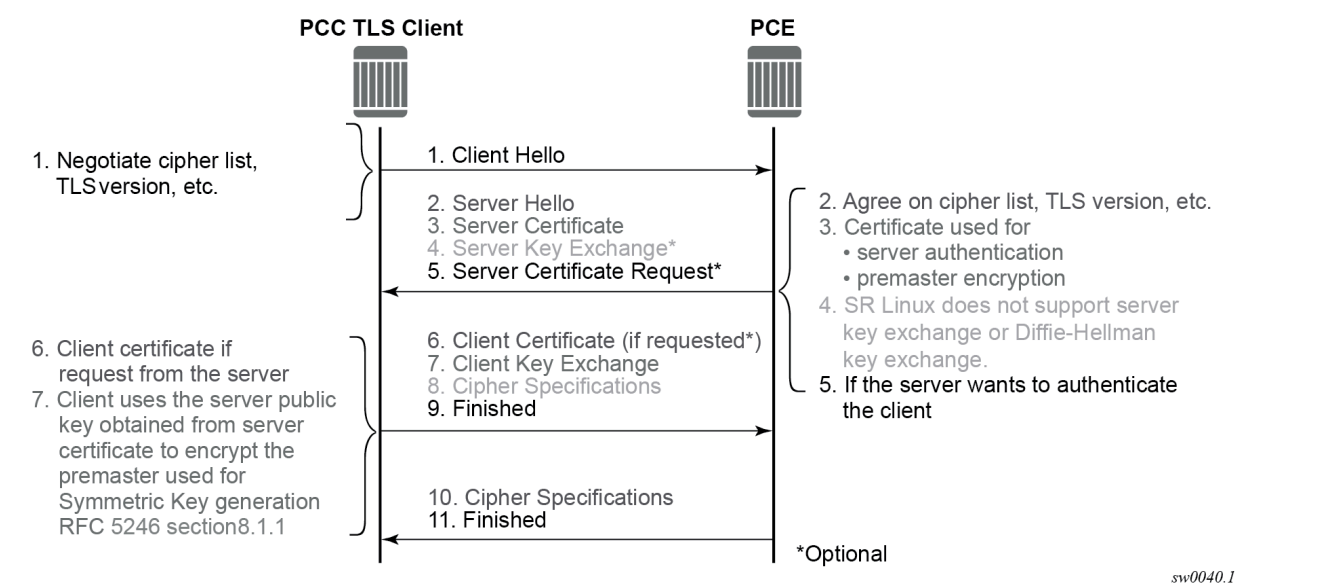 PCC TLS Client
PCE
1. Negotiate cipher list,
TLSversion, etc.
1. Client Hello
2. Server Hello
3. Server Certificate
4. Server Key Exchange*
5. Server Certificate Request*
2. Agree on cipher list, TLS version, etc.
3. Certificate used for
• server authentication
• premaster encryption
4. SR Linux does not support server
key exchange or Diffie-Hellman
key exchange.
5. If the server wants to authenticate
the client
6. Client certificate if
request from the server
7. Client uses the server public
key obtained from server
certificate to encrypt the
premaster used for
Symmetric Key generation
RFC 5246 section8.1.1
6. Client Certificate (if requested*)
7. Client Key Exchange
8. Cipher Specifications
9. Finished
10. Cipher Specifications
11. Finished
*Optional
sw0040.1